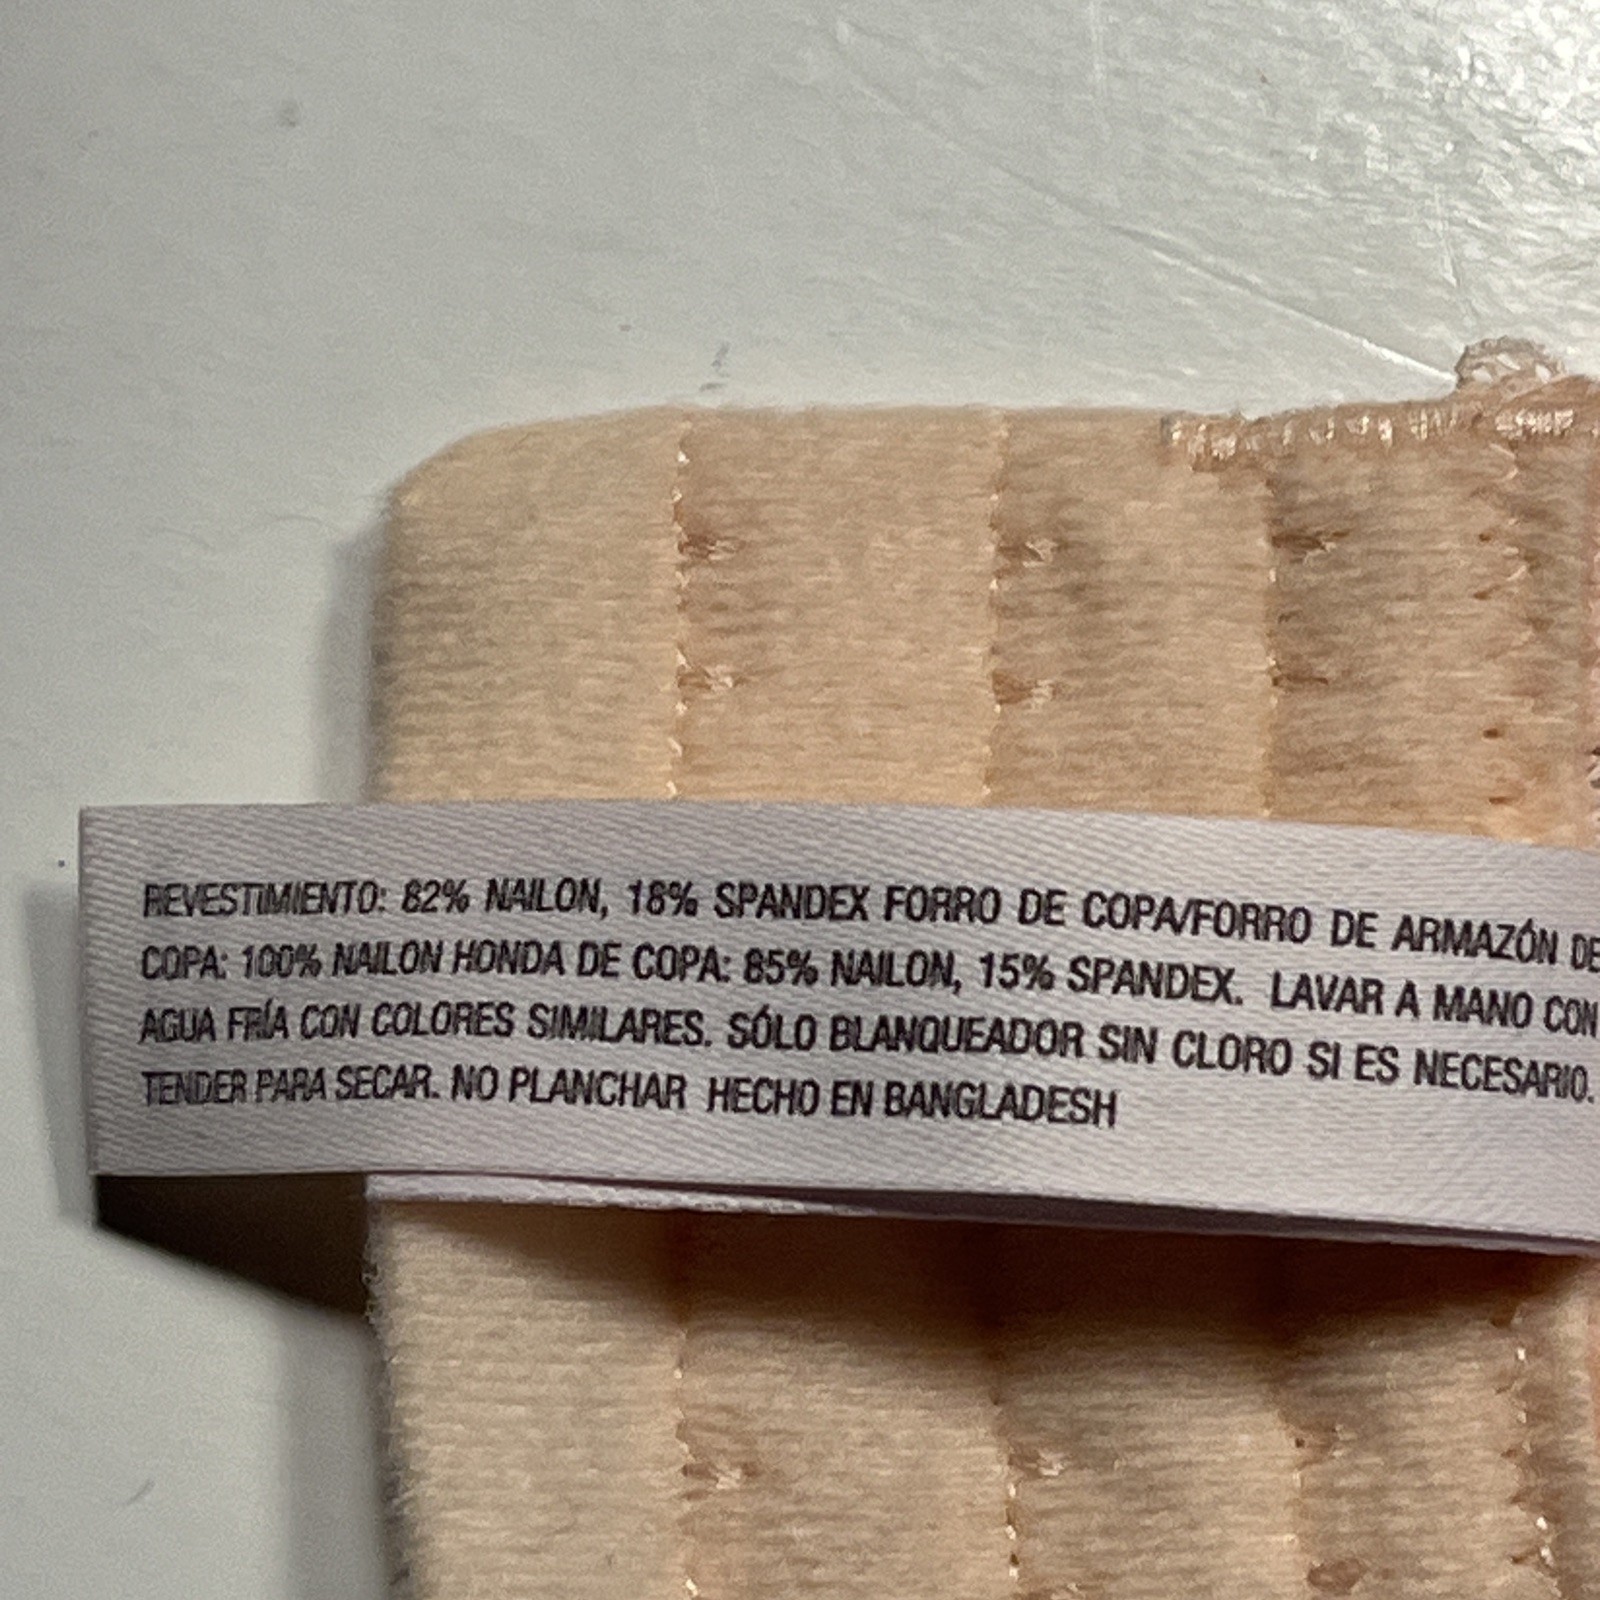 REVESTIMIENTO: 82% NAILON, 18% SPANDEX FORRO DE COPA/FORRO DE ARMAZÓN DE
COPA: 100% NAILON HONDA DE COPA: 85% NAILON, 15% SPANDEX. LAVAR A MANO CON
AGUA FRÍA CON COLORES SIMILARES. SÓLO BLANQUEADOR SIN CLORO SI ES NECESARIO.
TENDER PARA SECAR. NO PLANCHAR HECHO EN BANGLADESH